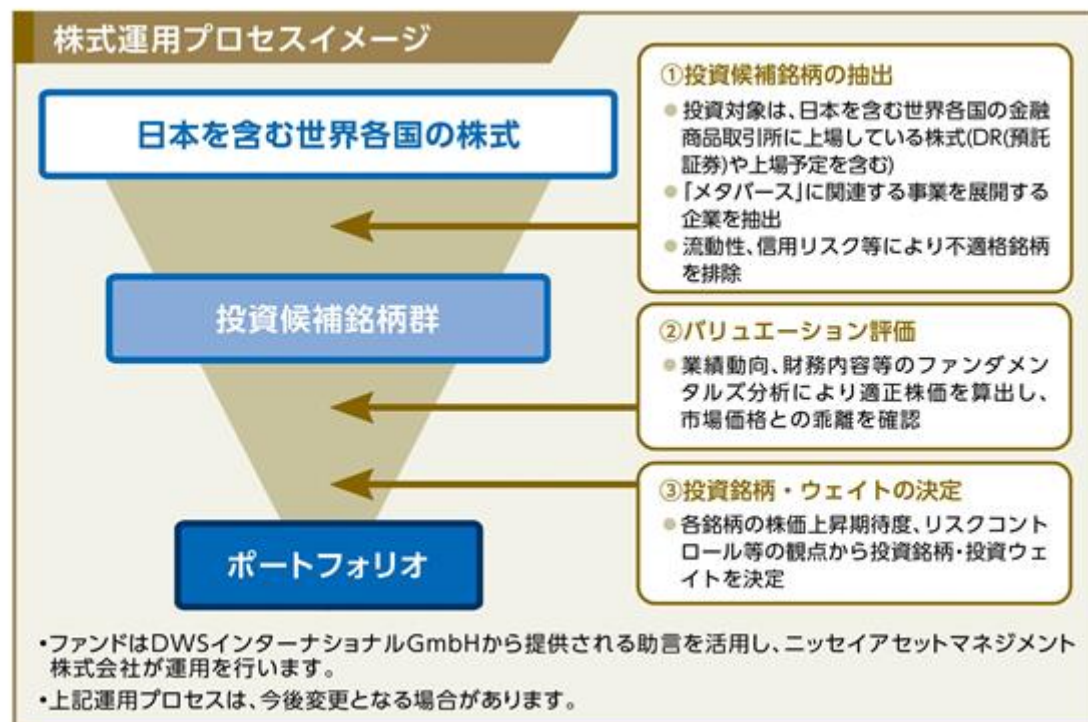 株式運用プロセスイメージ
日本を含む世界各国の株式
投資候補銘柄群
ポートフォリオ
①投資候補銘柄の抽出
●投資対象は、日本を含む世界各国の金融
商品取引所に上場している株式(DR(預託
証券)や上場予定を含む)
●「メタバース」に関連する事業を展開する
企業を抽出
●流動性、信用リスク等により不適格銘柄
を排除
②バリュエーション評価
●業績動向、財務内容等のファンダメン
タルズ分析により適正株価を算出し、
市場価格との乖離を確認
③投資銘柄・ウェイトの決定
●各銘柄の株価上昇期待度、リスクコント
ロール等の観点から投資銘柄・投資ウェ
イトを決定
・ファンドはDWSインターナショナルGmbHから提供される助言を活用し、ニッセイアセットマネジメント
株式会社が運用を行います。
・上記運用プロセスは、今後変更となる場合があります。